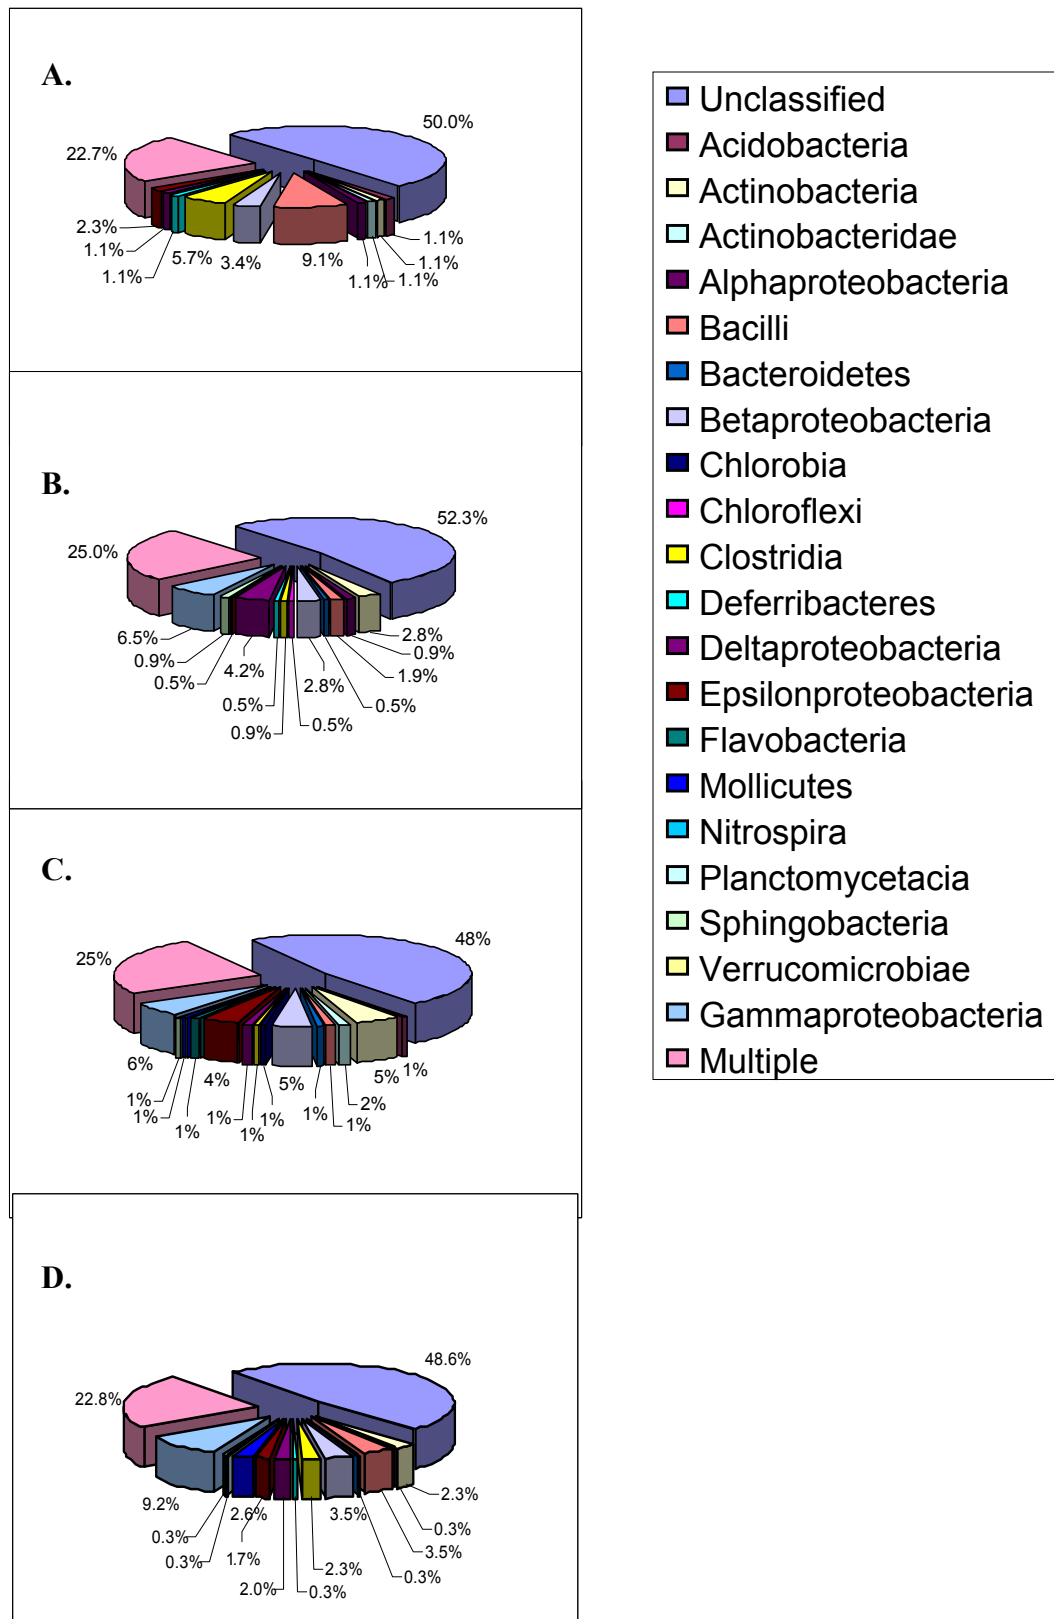 A.
50.0%
22.7%
2.3%
1.1%
1.1%
5.7%
3.4%
9.1%
1.1%
1.1%
1.1%
1.1%
B.
52.3%
25.0%
6.5%
0.9%
0.5%
4.2%
0.5%
0.9%
0.5%
2.8%
0.5%
1.9%
0.9%
2.8%
C.
48%
25%
6%
1%
1%
1%
4%
1%
1%
1%
5%
1%
1%
2%
5%
1%
D.
48.6%
22.8%
9.2%
0.3%
0.3%
2.6%
1.7%
2.0%
0.3%
2.3%
3.5%
0.3%
3.5%
0.3%
2.3%
Unclassified
Acidobacteria
Actinobacteria
Actinobacteridae
Alphaproteobacteria
Bacilli
Bacteroidetes
Betaproteobacteria
Chlorobia
Chloroflexi
Clostridia
Deferribacteres
Deltaproteobacteria
Epsilonproteobacteria
Flavobacteria
Mollicutes
Nitrospira
Planctomycetacia
Sphingobacteria
Verrucomicrobiae
Gammaproteobacteria
Multiple